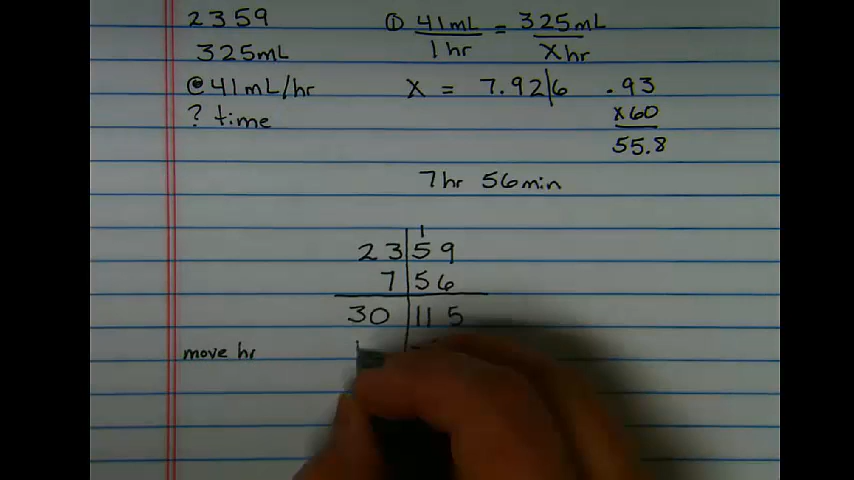 2359
325mL
@41mL/hr
? time
① 41mL / 1hr = 325mL / X hr
X = 7.92|6
.93
x60
55.8
7hr 56min
1
23|59
7|56
30|115
move hr